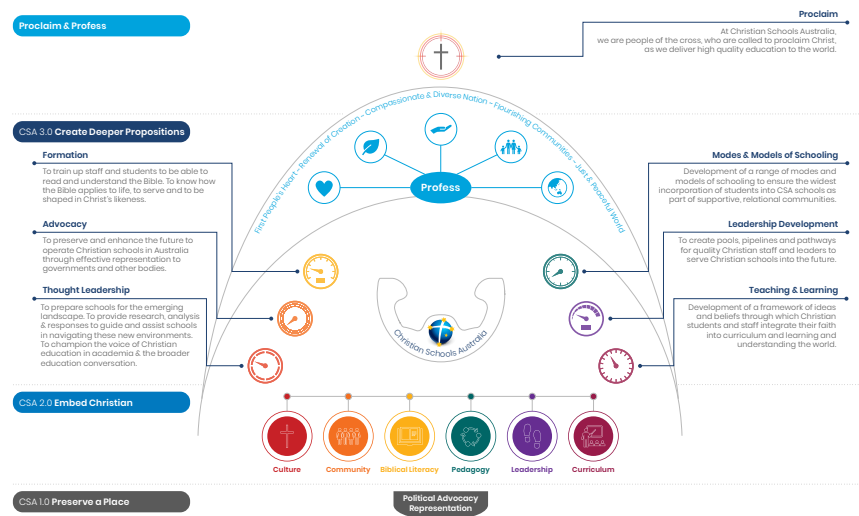 Proclaim & Profess
Proclaim
At Christian Schools Australia,
we are people of the cross, who are called to proclaim Christ,
as we deliver high quality education to the world.
First People's Heart – Renewal of Creation – Compassionate & Diverse Nation – Flourishing Communities – Just & Peaceful World
Profess
CSA 3.0 Create Deeper Propositions
Formation
To train up staff and students to be able to
read and understand the Bible. To know how
the Bible applies to life, to serve and to be
shaped in Christ's likeness.
Advocacy
To preserve and enhance the future to
operate Christian schools in Australia
through effective representation to
governments and other bodies.
Thought Leadership
To prepare schools for the emerging
landscape. To provide research, analysis
& responses to guide and assist schools
in navigating these new environments.
To champion the voice of Christian
education in academia & the broader
education conversation.
Modes & Models of Schooling
Development of a range of modes and
models of schooling to ensure the widest
incorporation of students into CSA schools as
part of supportive, relational communities.
Leadership Development
To create pools, pipelines and pathways
for quality Christian staff and leaders to
serve Christian schools into the future.
Teaching & Learning
Development of a framework of ideas
and beliefs through which Christian
students and staff integrate their faith
into curriculum and learning and
understanding the world.
Christian Schools Australia
CSA 2.0 Embed Christian
Culture
Community
Biblical Literacy
Pedagogy
Leadership
Curriculum
CSA 1.0 Preserve a Place
Political Advocacy
Representation